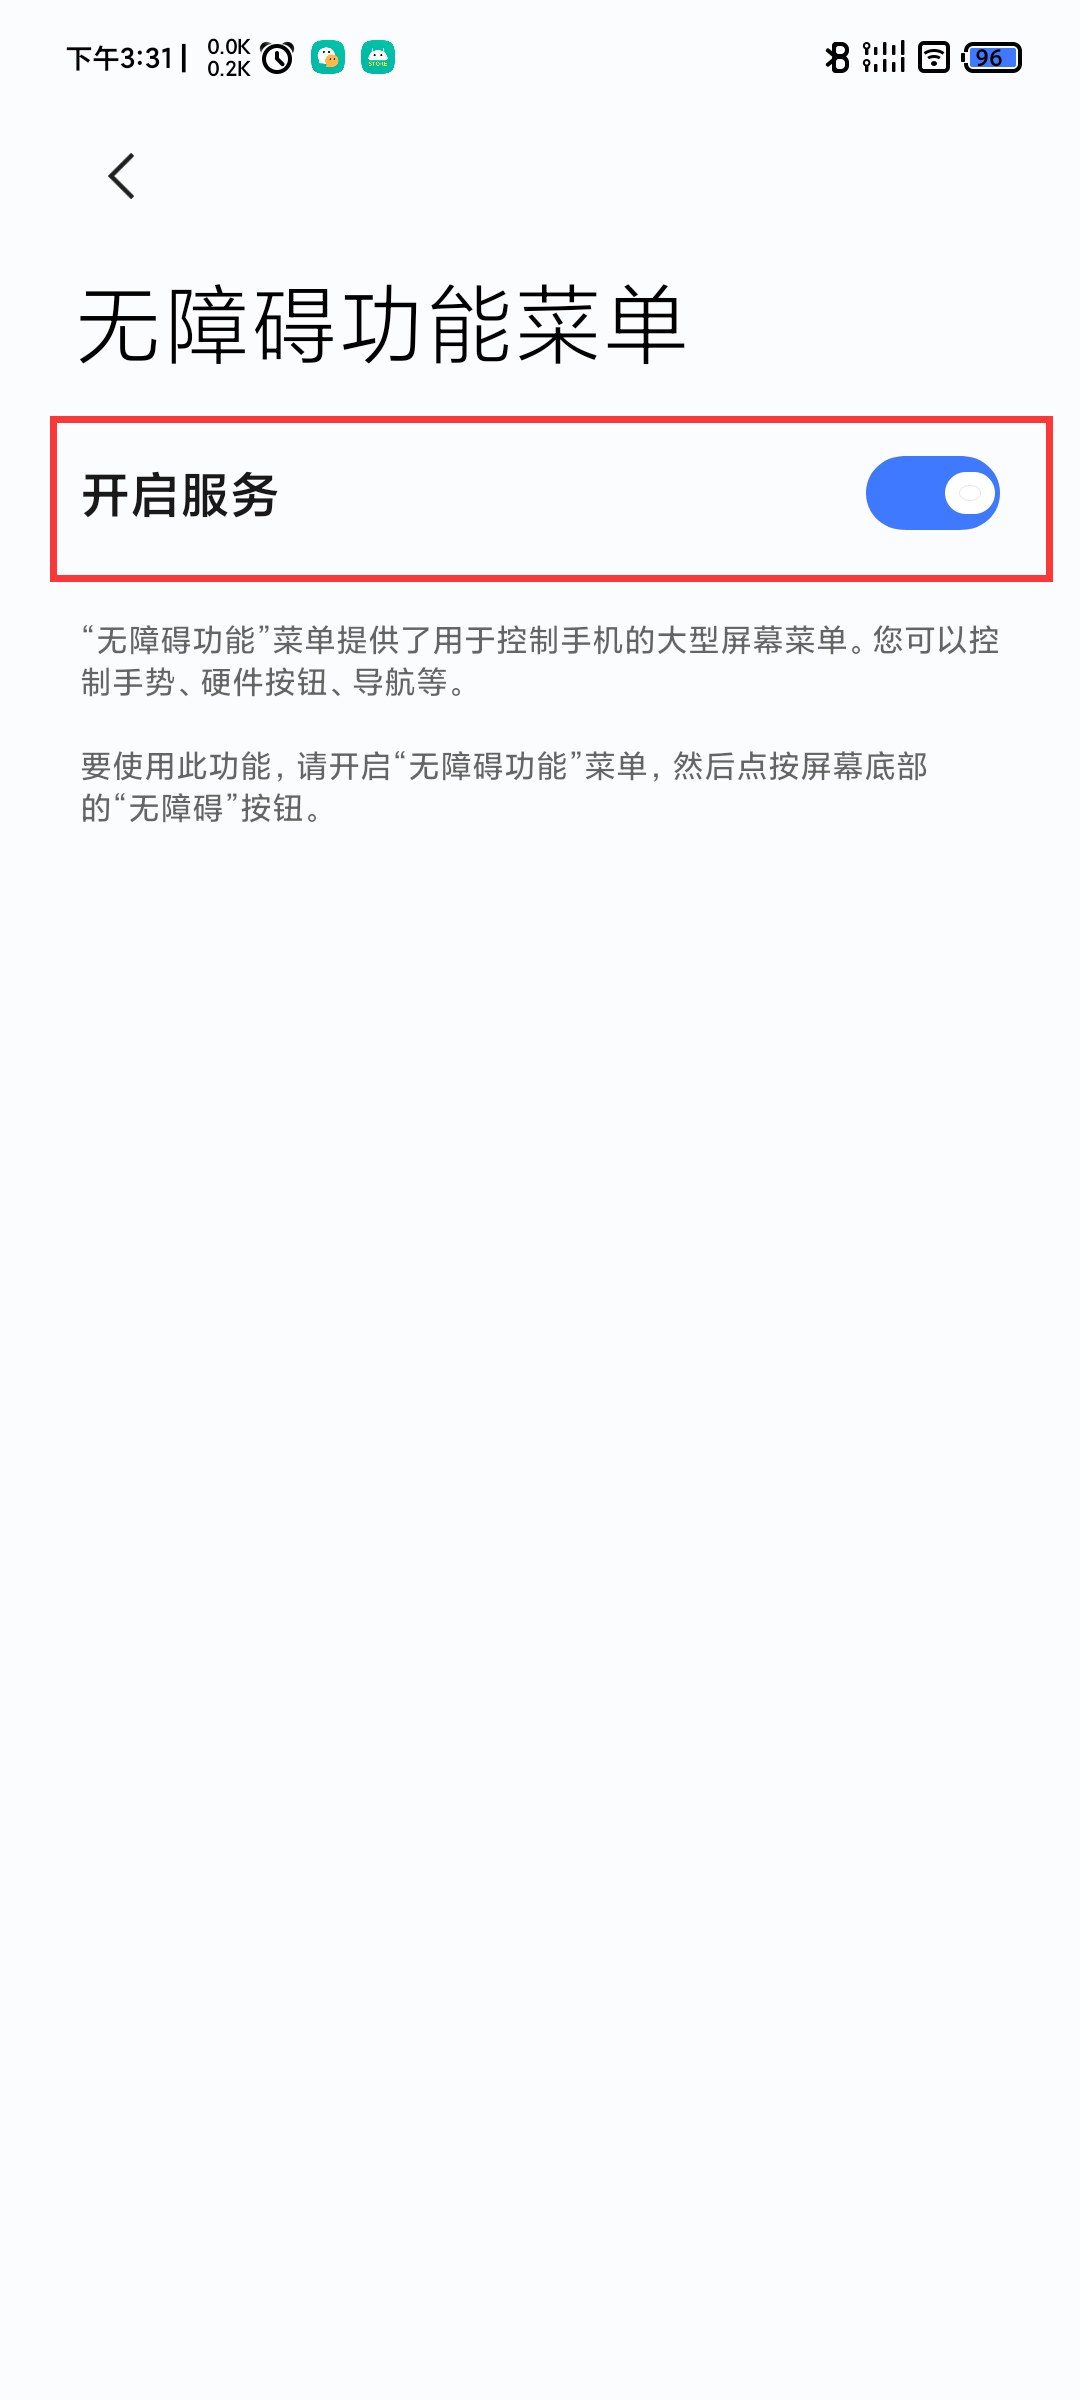 下午3:31 |
0.0K
0.2K
STORE
96
无障碍功能菜单
开启服务
“无障碍功能”菜单提供了用于控制手机的大型屏幕菜单。您可以控
制手势、硬件按钮、导航等。
要使用此功能，请开启“无障碍功能”菜单，然后点按屏幕底部
的“无障碍”按钮。